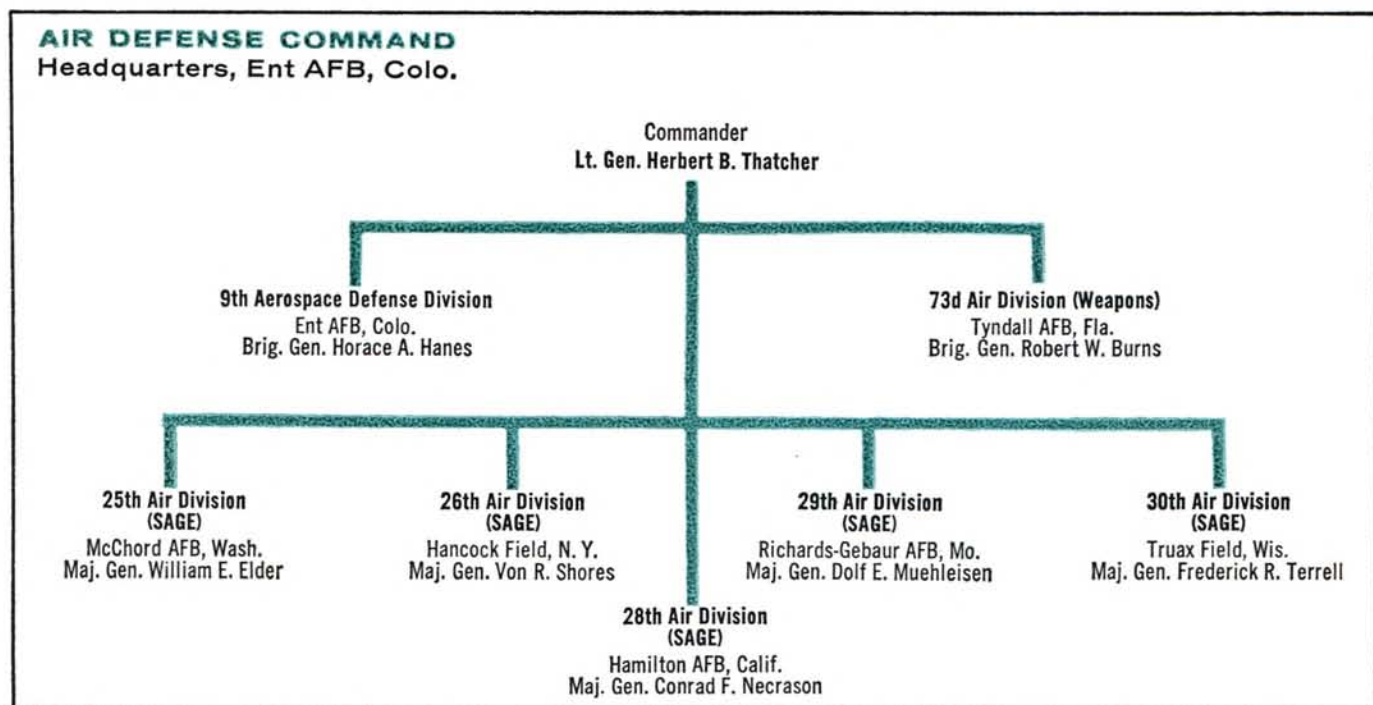 AIR DEFENSE COMMAND
Headquarters, Ent AFB, Colo.
Commander
Lt. Gen. Herbert B. Thatcher
9th Aerospace Defense Division
Ent AFB, Colo.
Brig. Gen. Horace A. Hanes
73d Air Division (Weapons)
Tyndall AFB, Fla.
Brig. Gen. Robert W. Burns
25th Air Division
(SAGE)
McChord AFB, Wash.
Maj. Gen. William E. Elder
26th Air Division
(SAGE)
Hancock Field, N. Y.
Maj. Gen. Von R. Shores
29th Air Division
(SAGE)
Richards-Gebaur AFB, Mo.
Maj. Gen. Dolf E. Muehleisen
30th Air Division
(SAGE)
Truax Field, Wis.
Maj. Gen. Frederick R. Terrell
28th Air Division
(SAGE)
Hamilton AFB, Calif.
Maj. Gen. Conrad F. Necrason